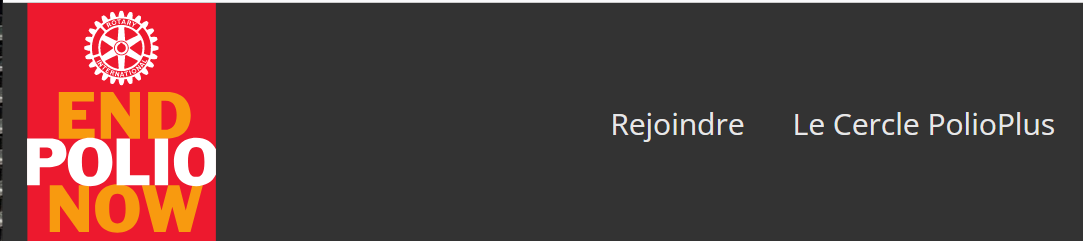 ROTARY
INTERNATIONAL
END
POLIO
NOW
Rejoindre Le Cercle PolioPlus